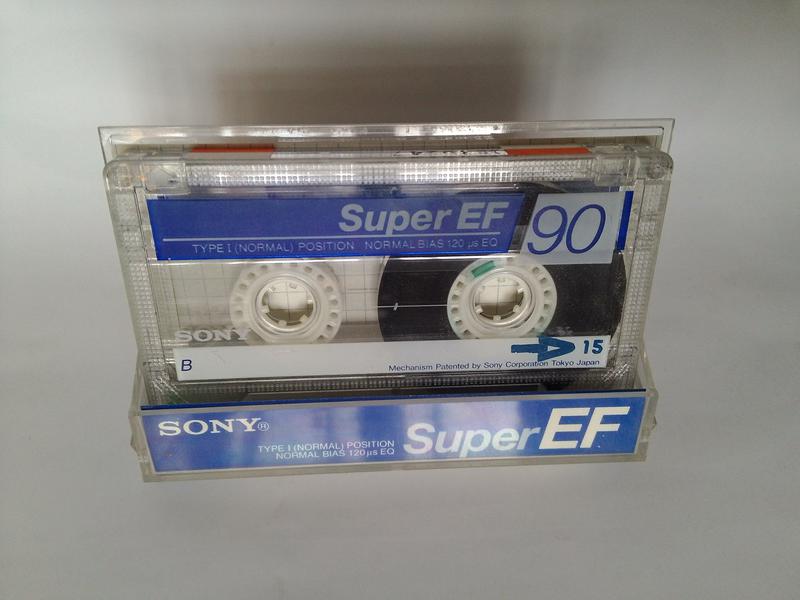 Super EF
90
TYPE I (NORMAL) POSITION NORMAL BIAS 120 µs EQ
SONY
15
B
Mechanism Patented by Sony Corporation Tokyo Japan
SONY®
TYPE I (NORMAL) POSITION
NORMAL BIAS 120 µs EQ
Super EF